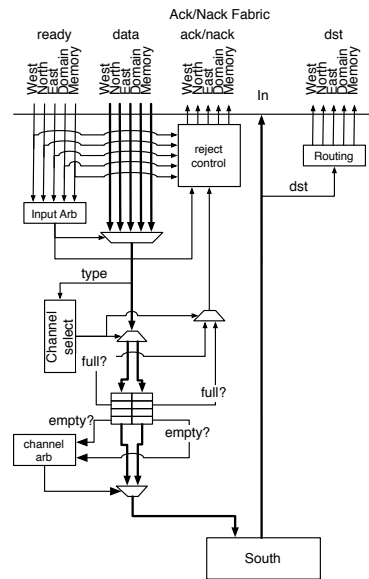 Ack/Nack Fabric
ready data ack/nack dst
West North East Domain Memory
West North East Domain Memory
West North East Domain Memory
West North East Domain Memory
In
reject control
Routing
dst
Input Arb
type
Channel select
full?
full?
empty?
empty?
channel arb
South